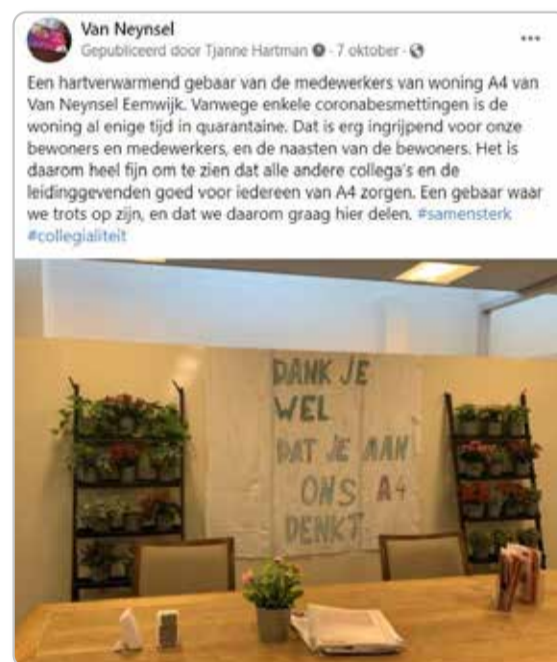 Van Neynsel
Gepubliceerd door Tjanne Hartman · 7 oktober ·
Een hartverwarmend gebaar van de medewerkers van woning A4 van
Van Neynsel Eemwijk. Vanwege enkele coronabesmettingen is de
woning al enige tijd in quarantaine. Dat is erg ingrijpend voor onze
bewoners en medewerkers, en de naasten van de bewoners. Het is
daarom heel fijn om te zien dat alle andere collega's en de
leidinggevenden goed voor iedereen van A4 zorgen. Een gebaar waar
we trots op zijn, en dat we daarom graag hier delen. #samensterk
#collegialiteit
DANK JE
WEL
DAT JE AAN
ONS A4
DENKT